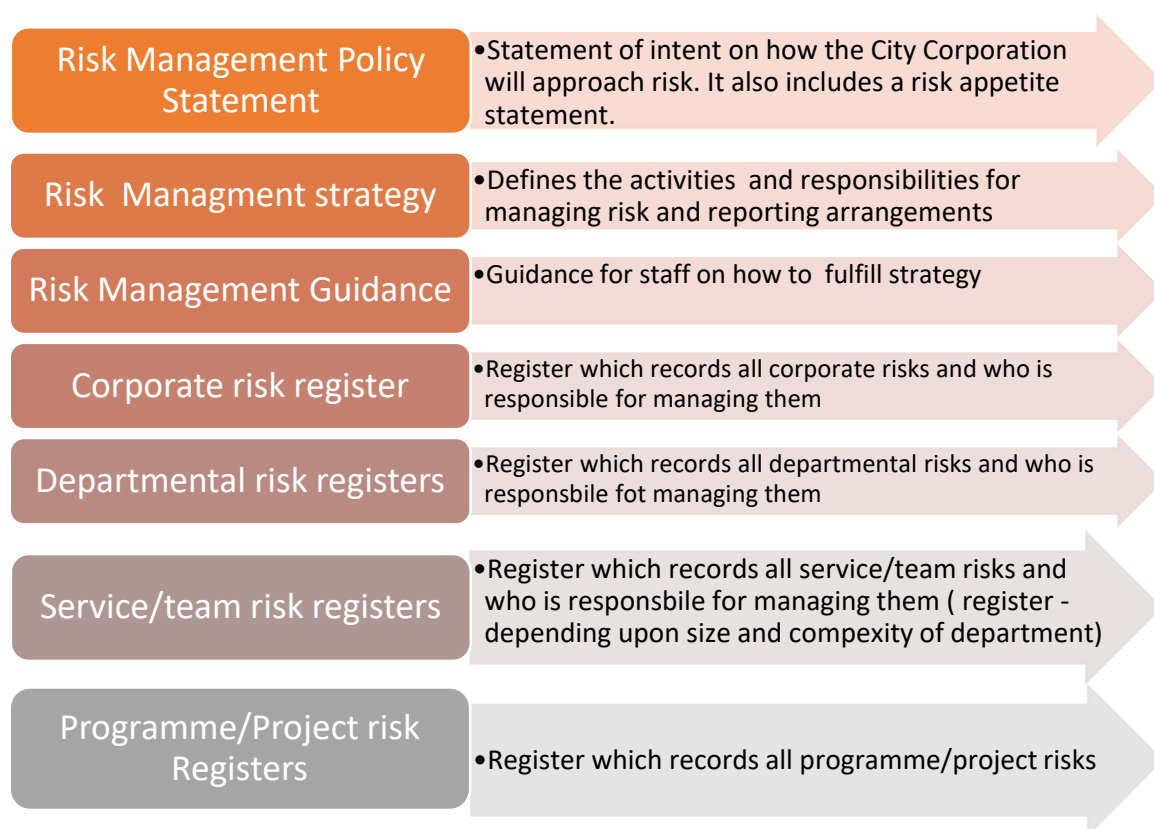 Risk Management Policy
Statement
•Statement of intent on how the City Corporation
will approach risk. It also includes a risk appetite
statement.
Risk  Managment strategy
•Defines the activities  and responsibilities for
managing risk and reporting arrangements
Risk Management Guidance
•Guidance for staff on how to  fulfill strategy
Corporate risk register
•Register which records all corporate risks and who is
responsible for managing them
Departmental risk registers
•Register which records all departmental risks and who is
responsbile fot managing them
Service/team risk registers
•Register which records all service/team risks and
who is responsbile for managing them ( register -
depending upon size and compexity of department)
Programme/Project risk
Registers
•Register which records all programme/project risks